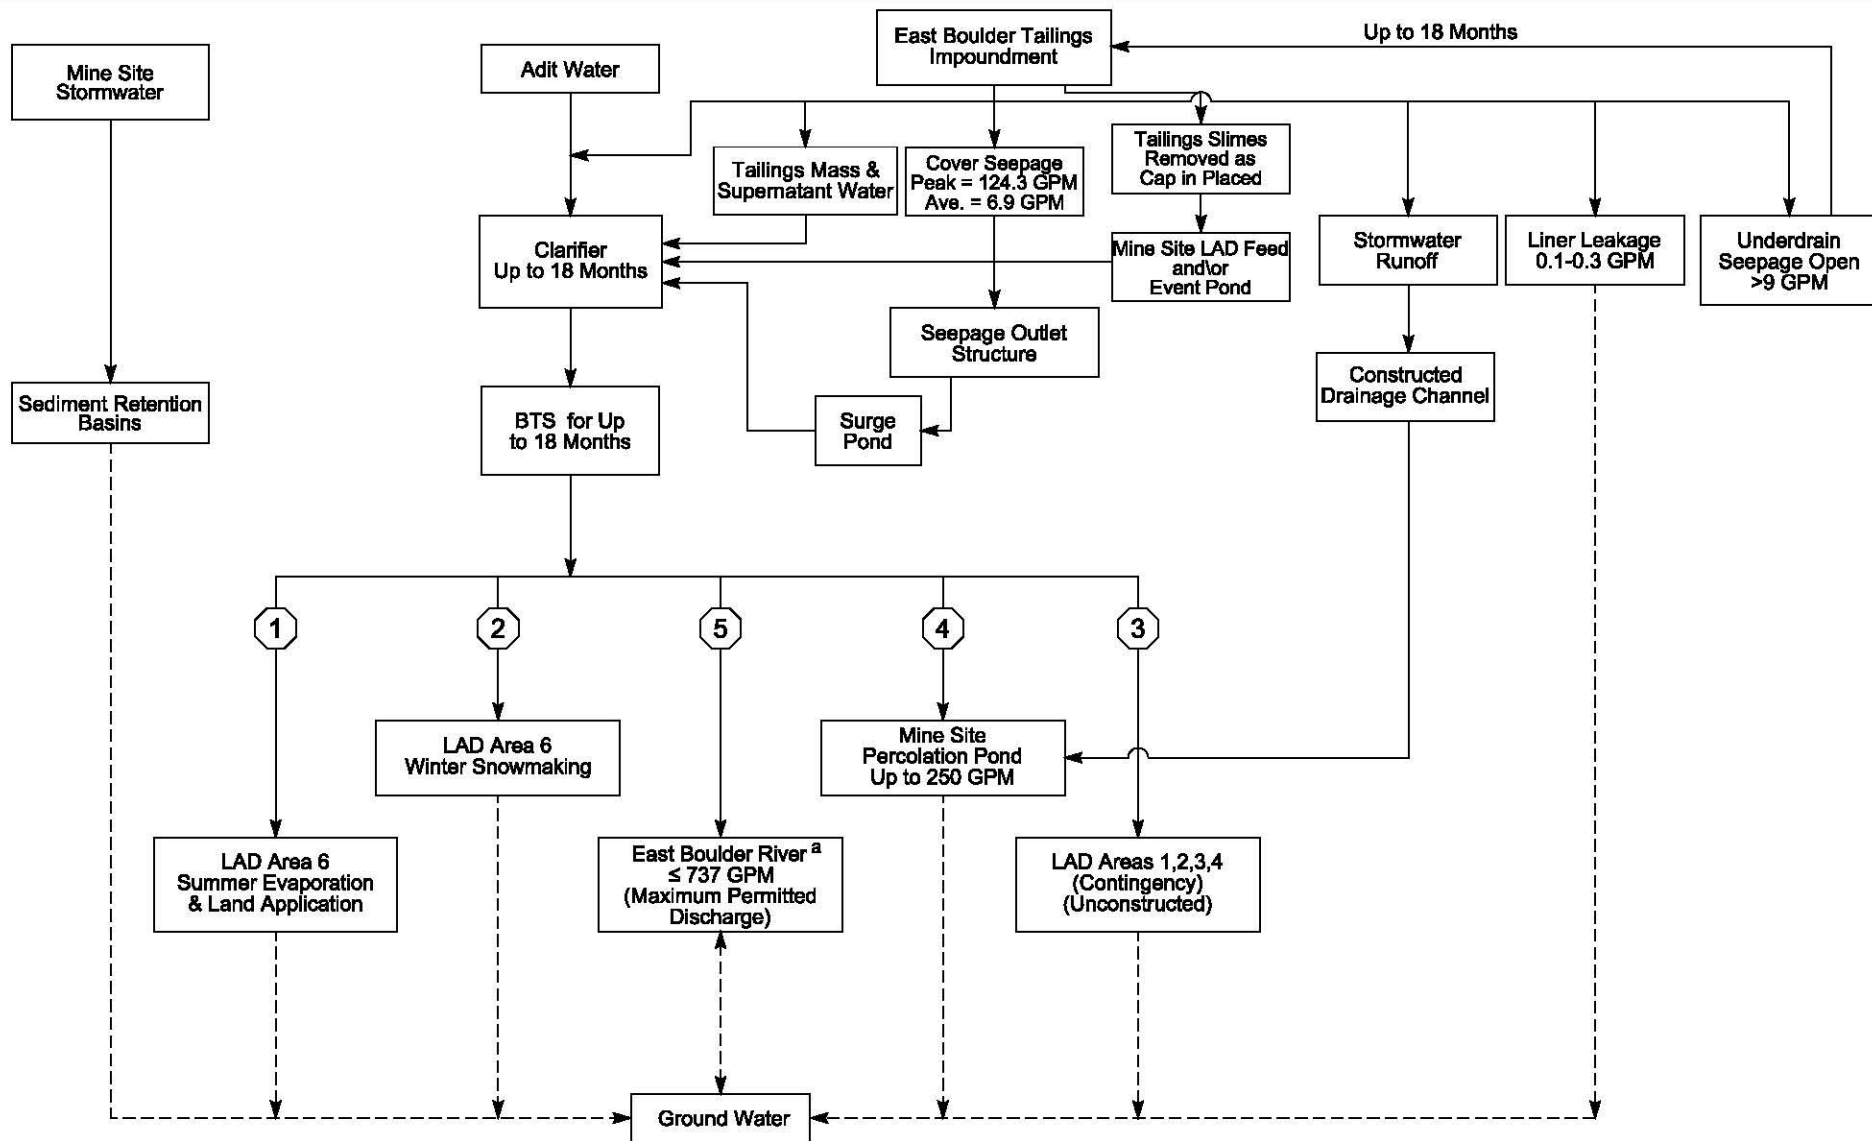 East Boulder Tailings
Impoundment
Up to 18 Months
Mine Site
Stormwater
Adit Water
Tailings Mass &
Supernatant Water
Cover Seepage
Peak = 124.3 GPM
Ave. = 6.9 GPM
Tailings Slimes
Removed as
Cap in Placed
Clarifier
Up to 18 Months
Mine Site LAD Feed
and\or
Event Pond
Stormwater
Runoff
Liner Leakage
0.1-0.3 GPM
Underdrain
Seepage Open
>9 GPM
Seepage Outlet
Structure
Constructed
Drainage Channel
Sediment Retention
Basins
BTS for Up
to 18 Months
Surge
Pond
1
2
5
4
3
LAD Area 6
Winter Snowmaking
Mine Site
Percolation Pond
Up to 250 GPM
LAD Area 6
Summer Evaporation
& Land Application
East Boulder River a
≤ 737 GPM
(Maximum Permitted
Discharge)
LAD Areas 1,2,3,4
(Contingency)
(Unconstructed)
Ground Water